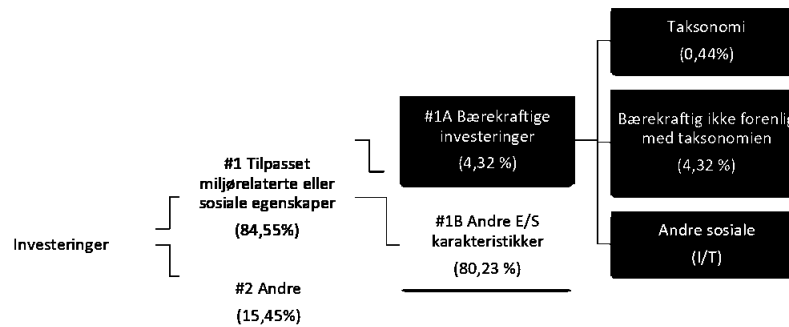 Investeringer
#1 Tilpasset
miljørelaterte eller
sosiale egenskaper
(84,55%)
#2 Andre
(15,45%)
#1A Bærekraftige
investeringer
(4,32 %)
#1B Andre E/S
karakteristikker
(80,23 %)
Taksonomi
(0,44%)
Bærekraftig ikke forenlig
med taksonomien
(4,32 %)
Andre sosiale
(I/T)